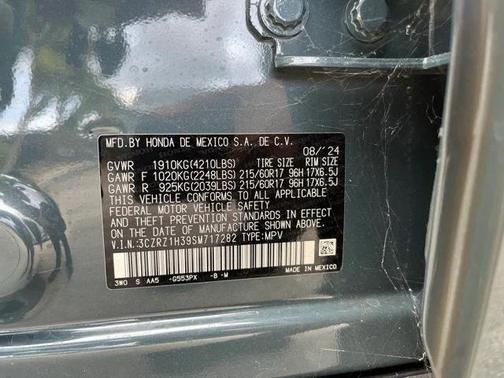 MFD.BY HONDA DE MEXICO S.A. DE C.V.
08/'24
GVWR 1910KG(4210LBS) TIRE SIZE RIM SIZE
GAWR F 1020KG(2248LBS) 215/60R17 96H 17X6.5J
GAWR R 925KG(2039LBS) 215/60R17 96H 17X6.5J
THIS VEHICLE CONFORMS TO ALL APPLICABLE
FEDERAL MOTOR VEHICLE SAFETY
STANDARDS IN EFFECT ON THE DATE OF
MANUFACTURE SHOWN ABOVE.
V.I.N.:3CZRZ1H39SM717282 TYPE:MPV
3W0 S AA5 -G553PX -B -M
MADE IN MEXICO